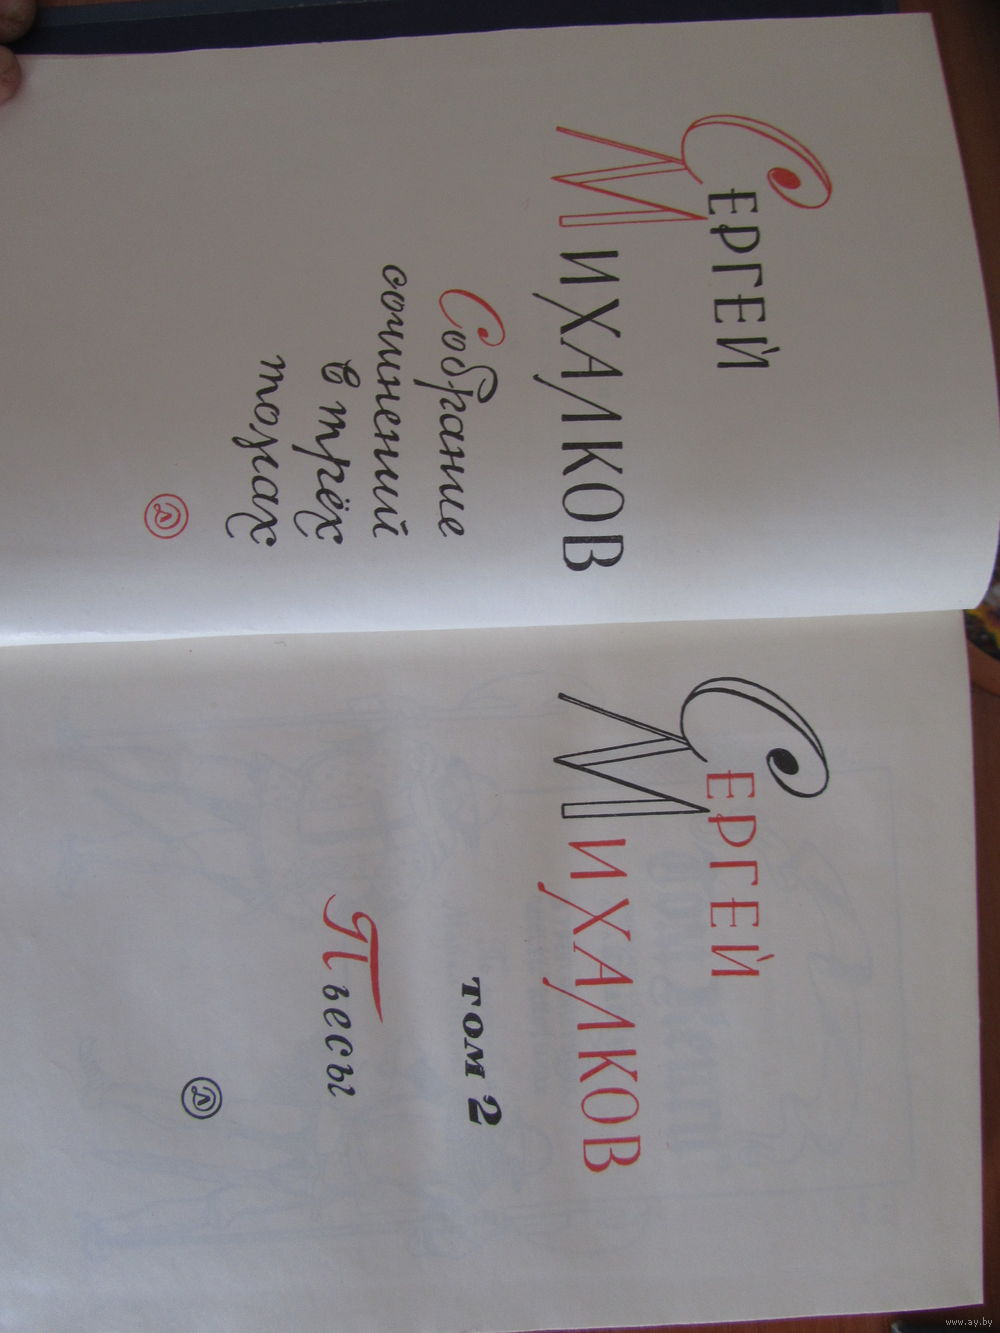 Сергей
Михалков
Собрание
сочинений
в трёх
томах
Сергей
Михалков
том 2
Пьесы
www.ay.by